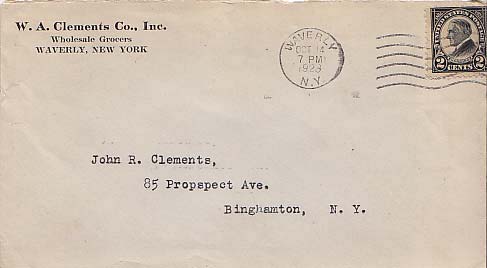 W. A. Clements Co., Inc.
Wholesale Grocers
WAVERLY, NEW YORK
WAVERLY
OCT 14
7 PM
1923
N.Y.
UNITED STATES POSTAGE
2 CENTS 2
John R. Clements,
85 Propspect Ave.
Binghamton, N. Y.